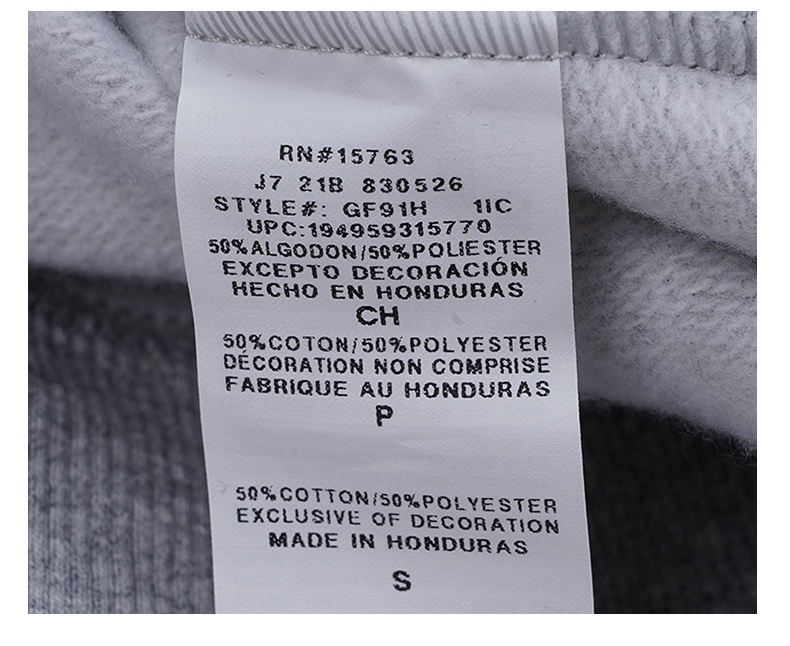 RN#15763
J7 21B 830526
STYLE#: GF91H 1IC
UPC:194959315770
50%ALGODON/50%POLIESTER
EXCEPTO DECORACIÓN
HECHO EN HONDURAS
CH
50%COTON/50%POLYESTER
DÉCORATION NON COMPRISE
FABRIQUE AU HONDURAS
P
50%COTTON/50%POLYESTER
EXCLUSIVE OF DECORATION
MADE IN HONDURAS
S